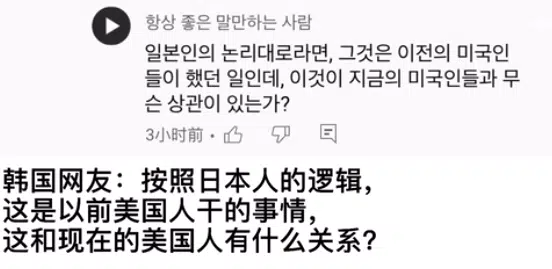 항상 좋은 말만하는 사람
일본인의 논리대로라면, 그것은 이전의 미국인
들이 했던 일인데, 이것이 지금의 미국인들과 무
슨 상관이 있는가?
3小时前
韩国网友：按照日本人的逻辑，
这是以前美国人干的事情，
这和现在的美国人有什么关系？